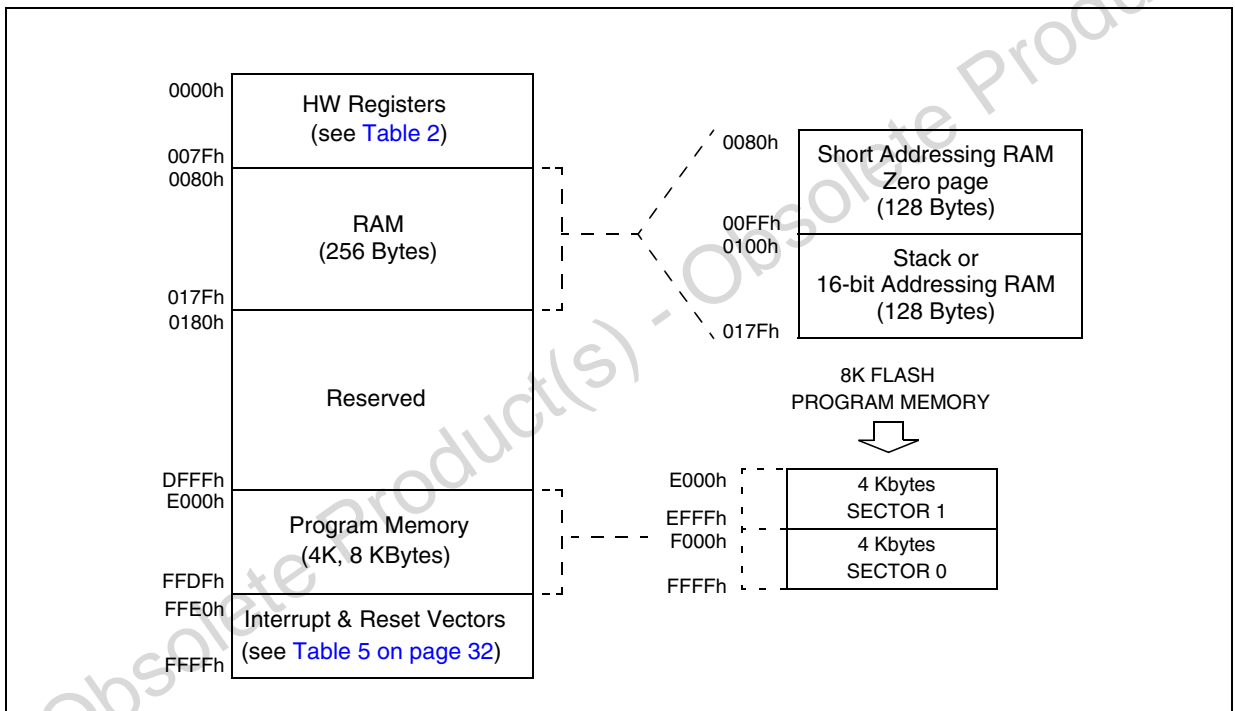 0000h
HW Registers
(see Table 2)
007Fh
0080h
RAM
(256 Bytes)
017Fh
0180h
Reserved
DFFFh
E000h
Program Memory
(4K, 8 KBytes)
FFDFh
FFE0h
Interrupt & Reset Vectors
(see Table 5 on page 32)
FFFFh
0080h
Short Addressing RAM
Zero page
(128 Bytes)
00FFh
0100h
Stack or
16-bit Addressing RAM
(128 Bytes)
017Fh
8K FLASH
PROGRAM MEMORY
E000h
4 Kbytes
SECTOR 1
EFFFh
F000h
4 Kbytes
SECTOR 0
FFFFh
Obsolete Product(s) - Obsolete Produ